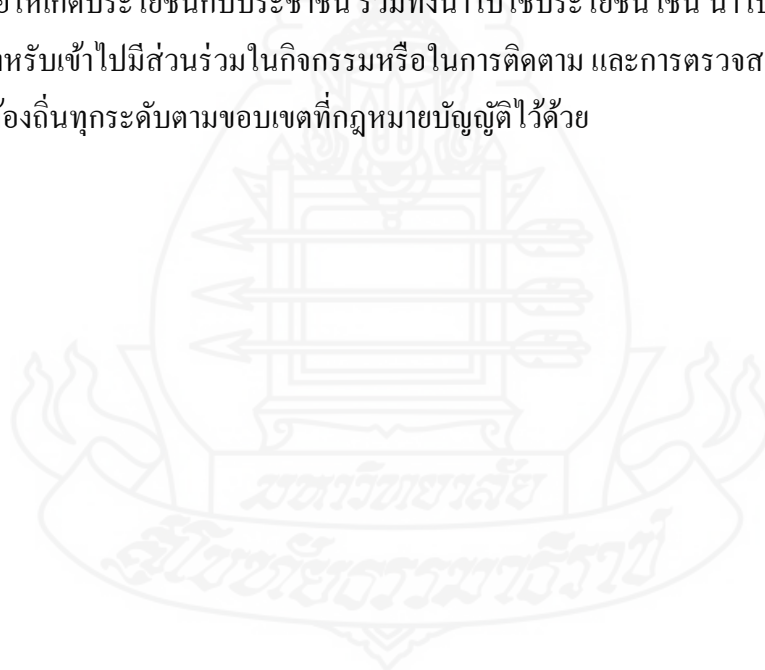 ให้เกิดประโยชน์กับประชาชน รวมทั้งนำไปใช้ประโยชน์ เช่น นำไป
สำหรับเข้าไปมีส่วนร่วมในกิจกรรมหรือในการติดตาม และการตรวจส
ท้องถิ่นทุกระดับตามขอบเขตที่กฎหมายบัญญัติไว้ด้วย
มหาวิทยาลัย
สุโขทัยธรรมาธิราช